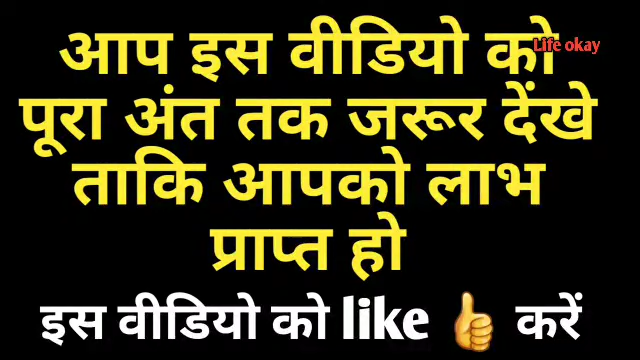 आप इस वीडियो को
Life okay
पूरा अंत तक जरूर देंखे
ताकि आपको लाभ
प्राप्त हो
इस वीडियो को like 👍 करें